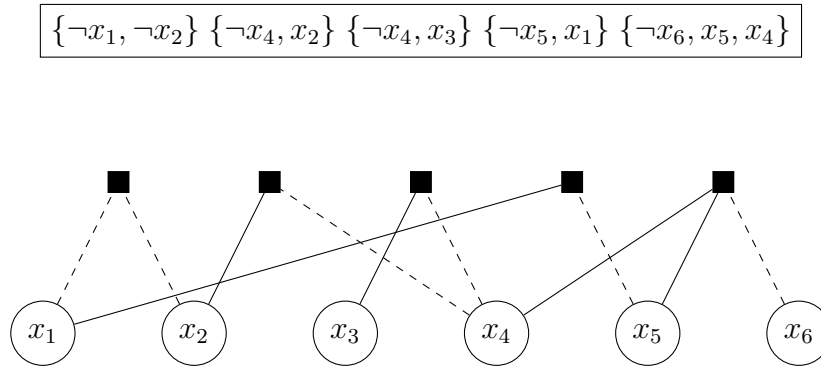 {¬x₁, ¬x₂} {¬x₄, x₂} {¬x₄, x₃} {¬x₅, x₁} {¬x₆, x₅, x₄}
x₁ x₂ x₃ x₄ x₅ x₆